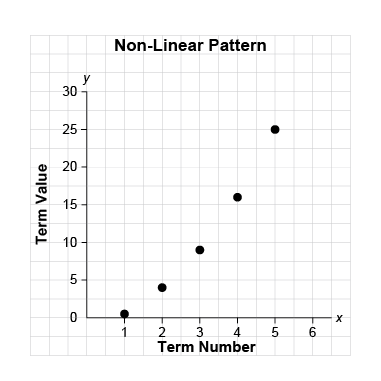 Non-Linear Pattern
y
30
25
20
15
10
5
0
Term Value
1 2 3 4 5 6 x
Term Number